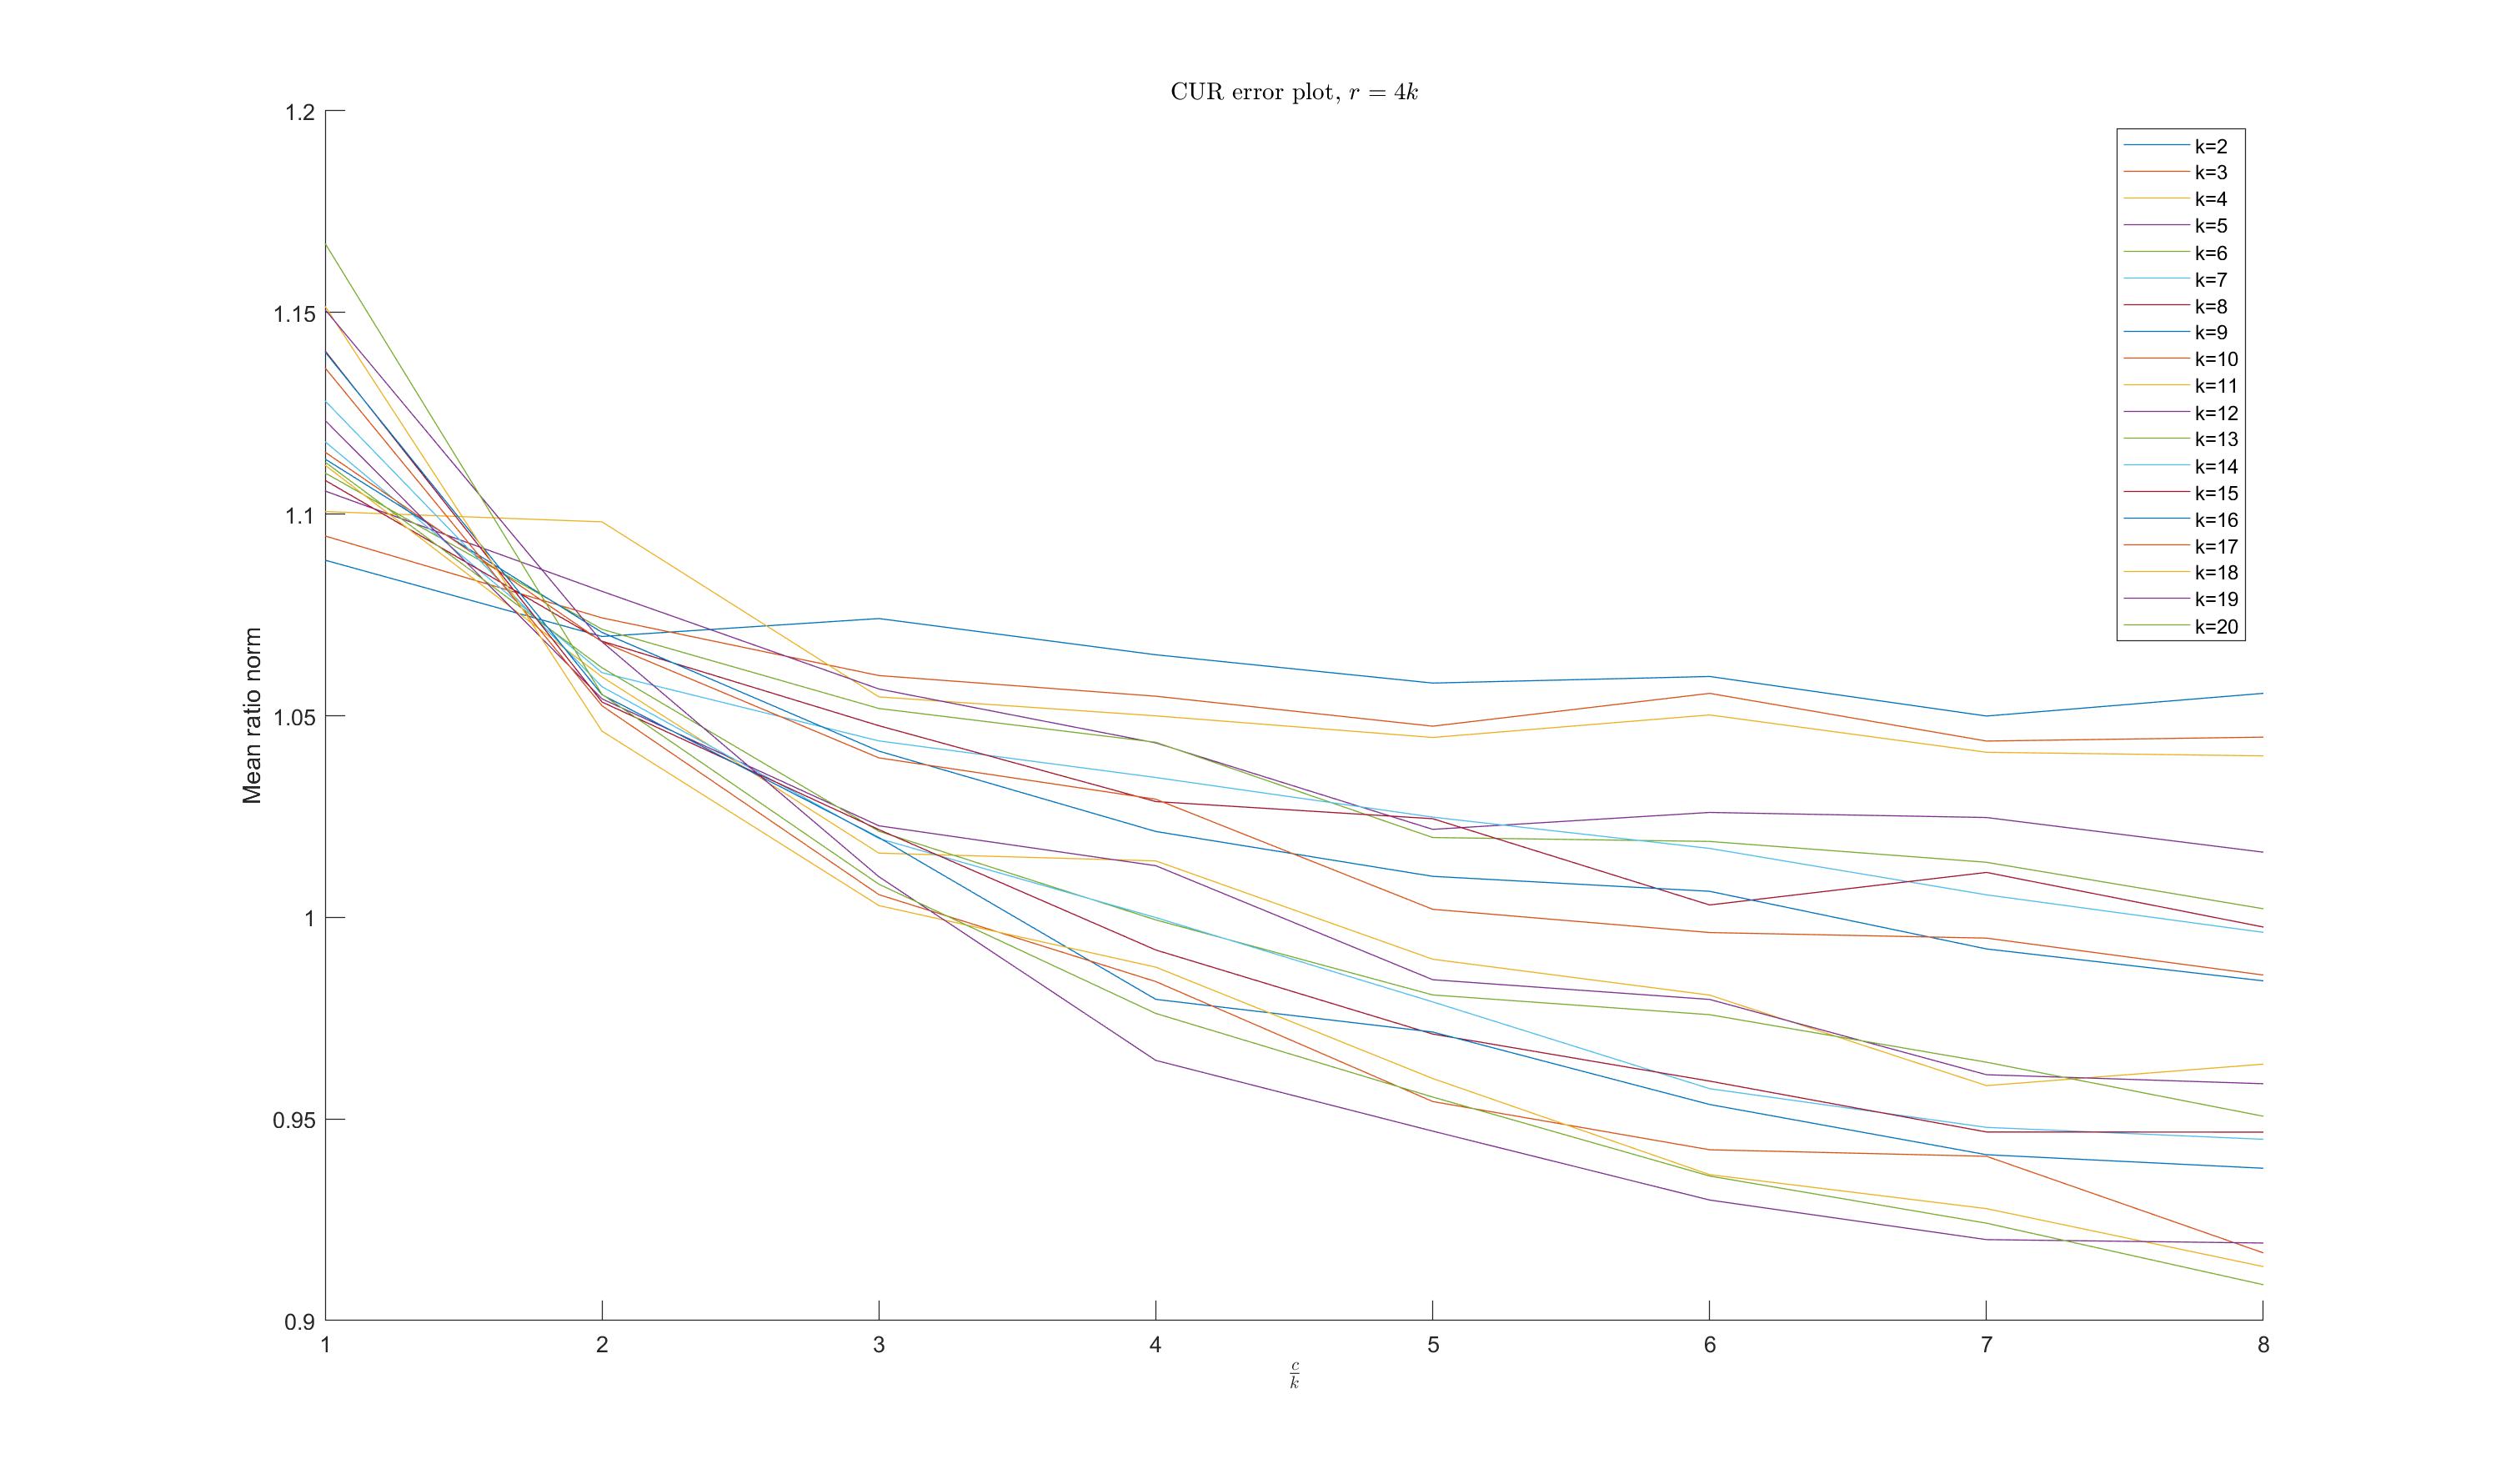 CUR error plot, r = 4k
1.2
1.15
1.1
1.05
1
0.95
0.9
Mean ratio norm
k=2
k=3
k=4
k=5
k=6
k=7
k=8
k=9
k=10
k=11
k=12
k=13
k=14
k=15
k=16
k=17
k=18
k=19
k=20
1 2 3 4 5 6 7 8
c
k